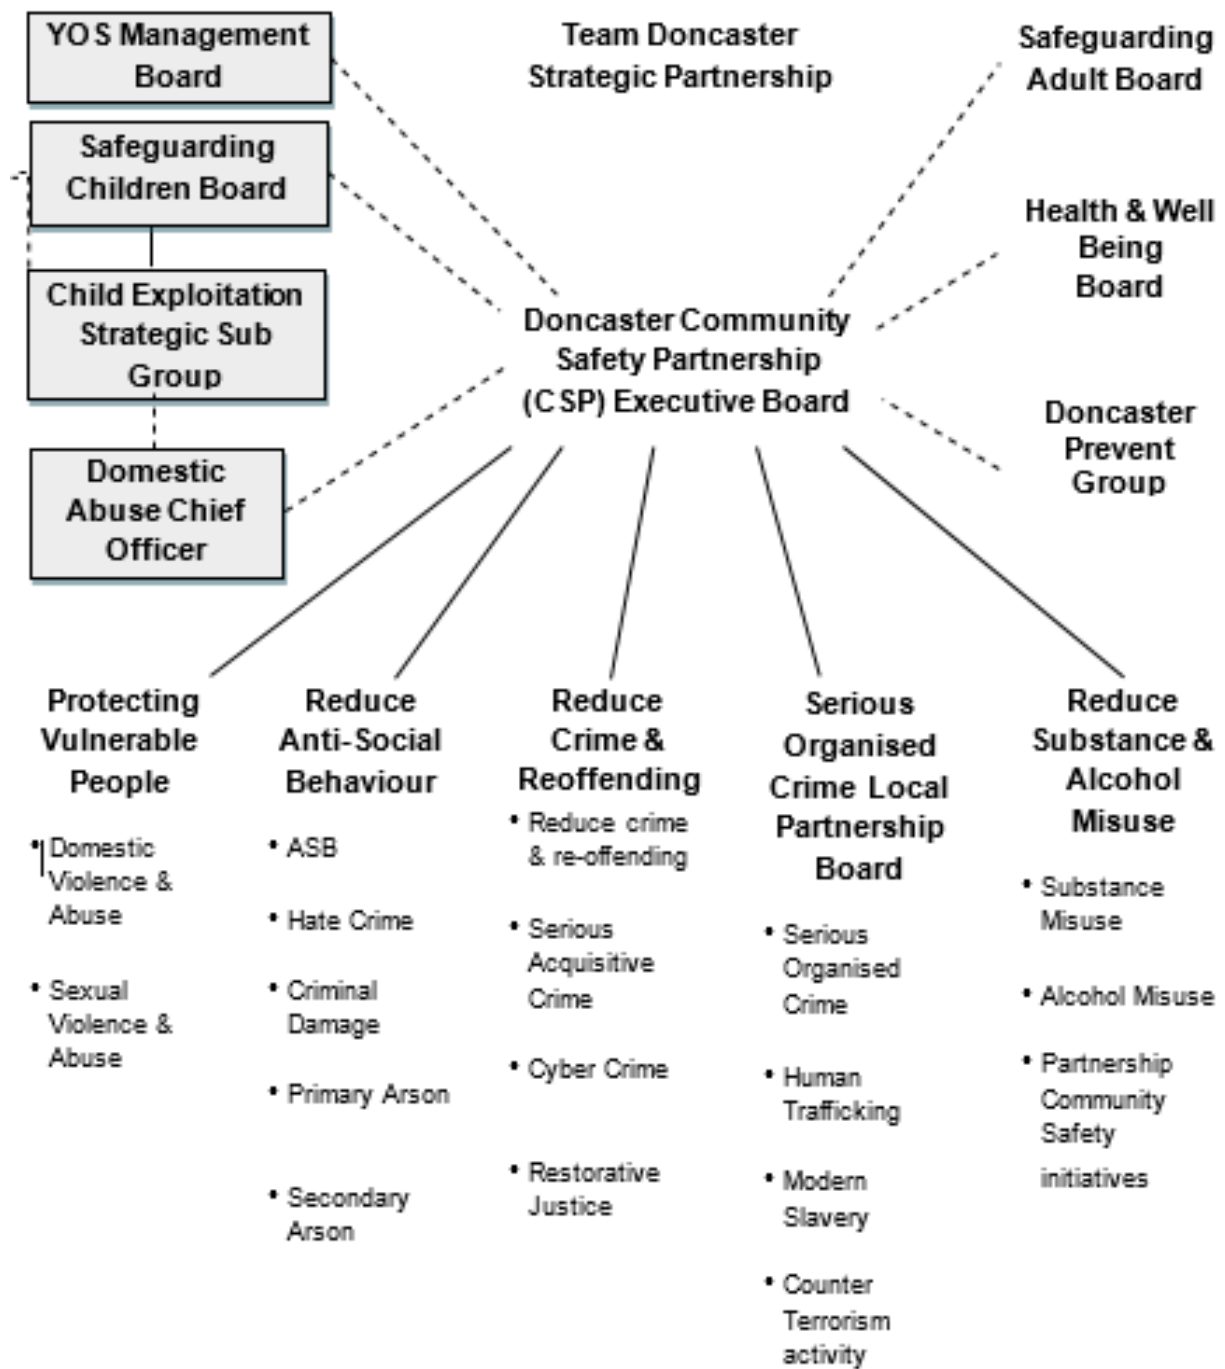 YOS Management
Board
Team Doncaster
Strategic Partnership
Safeguarding
Adult Board
Safeguarding
Children Board
Health & Well
Being
Board
Child Exploitation
Strategic Sub
Group
Doncaster Community
Safety Partnership
(CSP) Executive Board
Doncaster
Prevent
Group
Domestic
Abuse Chief
Officer
Protecting
Vulnerable
People
• Domestic
Violence &
Abuse
• Sexual
Violence &
Abuse
Reduce
Anti-Social
Behaviour
• ASB
• Hate Crime
• Criminal
Damage
• Primary Arson
• Secondary
Arson
Reduce
Crime &
Reoffending
• Reduce crime
& re-offending
• Serious
Acquisitive
Crime
• Cyber Crime
• Restorative
Justice
Serious
Organised
Crime Local
Partnership
Board
• Serious
Organised
Crime
• Human
Trafficking
• Modern
Slavery
• Counter
Terrorism
activity
Reduce
Substance &
Alcohol
Misuse
• Substance
Misuse
• Alcohol Misuse
• Partnership
Community
Safety
initiatives